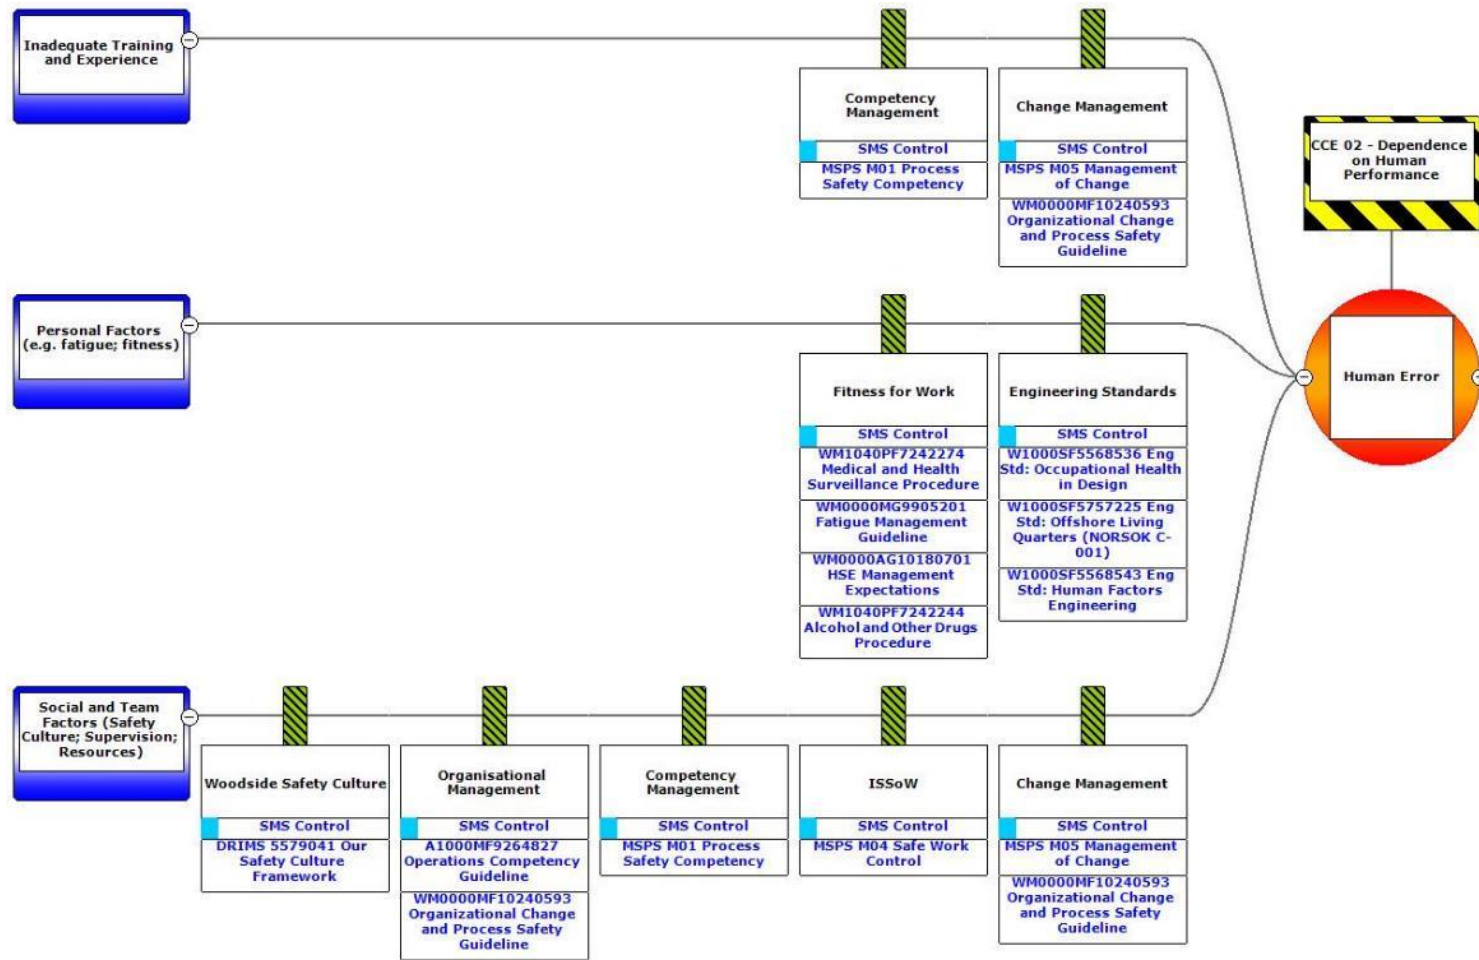 Inadequate Training
and Experience
Competency
Management
SMS Control
MSPS M01 Process
Safety Competency
Change Management
SMS Control
MSPS M05 Management
of Change
WM0000MF10240593
Organizational Change
and Process Safety
Guideline
CCE 02 - Dependence
on Human
Performance
Personal Factors
(e.g. fatigue; fitness)
Fitness for Work
SMS Control
WM1040PF7242274
Medical and Health
Surveillance Procedure
WM0000MG9905201
Fatigue Management
Guideline
WM0000AG10180701
HSE Management
Expectations
WM1040PF7242244
Alcohol and Other Drugs
Procedure
Engineering Standards
SMS Control
W1000SF5568536 Eng
Std: Occupational Health
in Design
W1000SF5757225 Eng
Std: Offshore Living
Quarters (NORSOK C-
001)
W1000SF5568543 Eng
Std: Human Factors
Engineering
Human Error
Social and Team
Factors (Safety
Culture; Supervision;
Resources)
Woodside Safety Culture
SMS Control
DRIMS 5579041 Our
Safety Culture
Framework
Organisational
Management
SMS Control
A1000MF9264827
Operations Competency
Guideline
WM0000MF10240593
Organizational Change
and Process Safety
Guideline
Competency
Management
SMS Control
MSPS M01 Process
Safety Competency
ISSoW
SMS Control
MSPS M04 Safe Work
Control
Change Management
SMS Control
MSPS M05 Management
of Change
WM0000MF10240593
Organizational Change
and Process Safety
Guideline